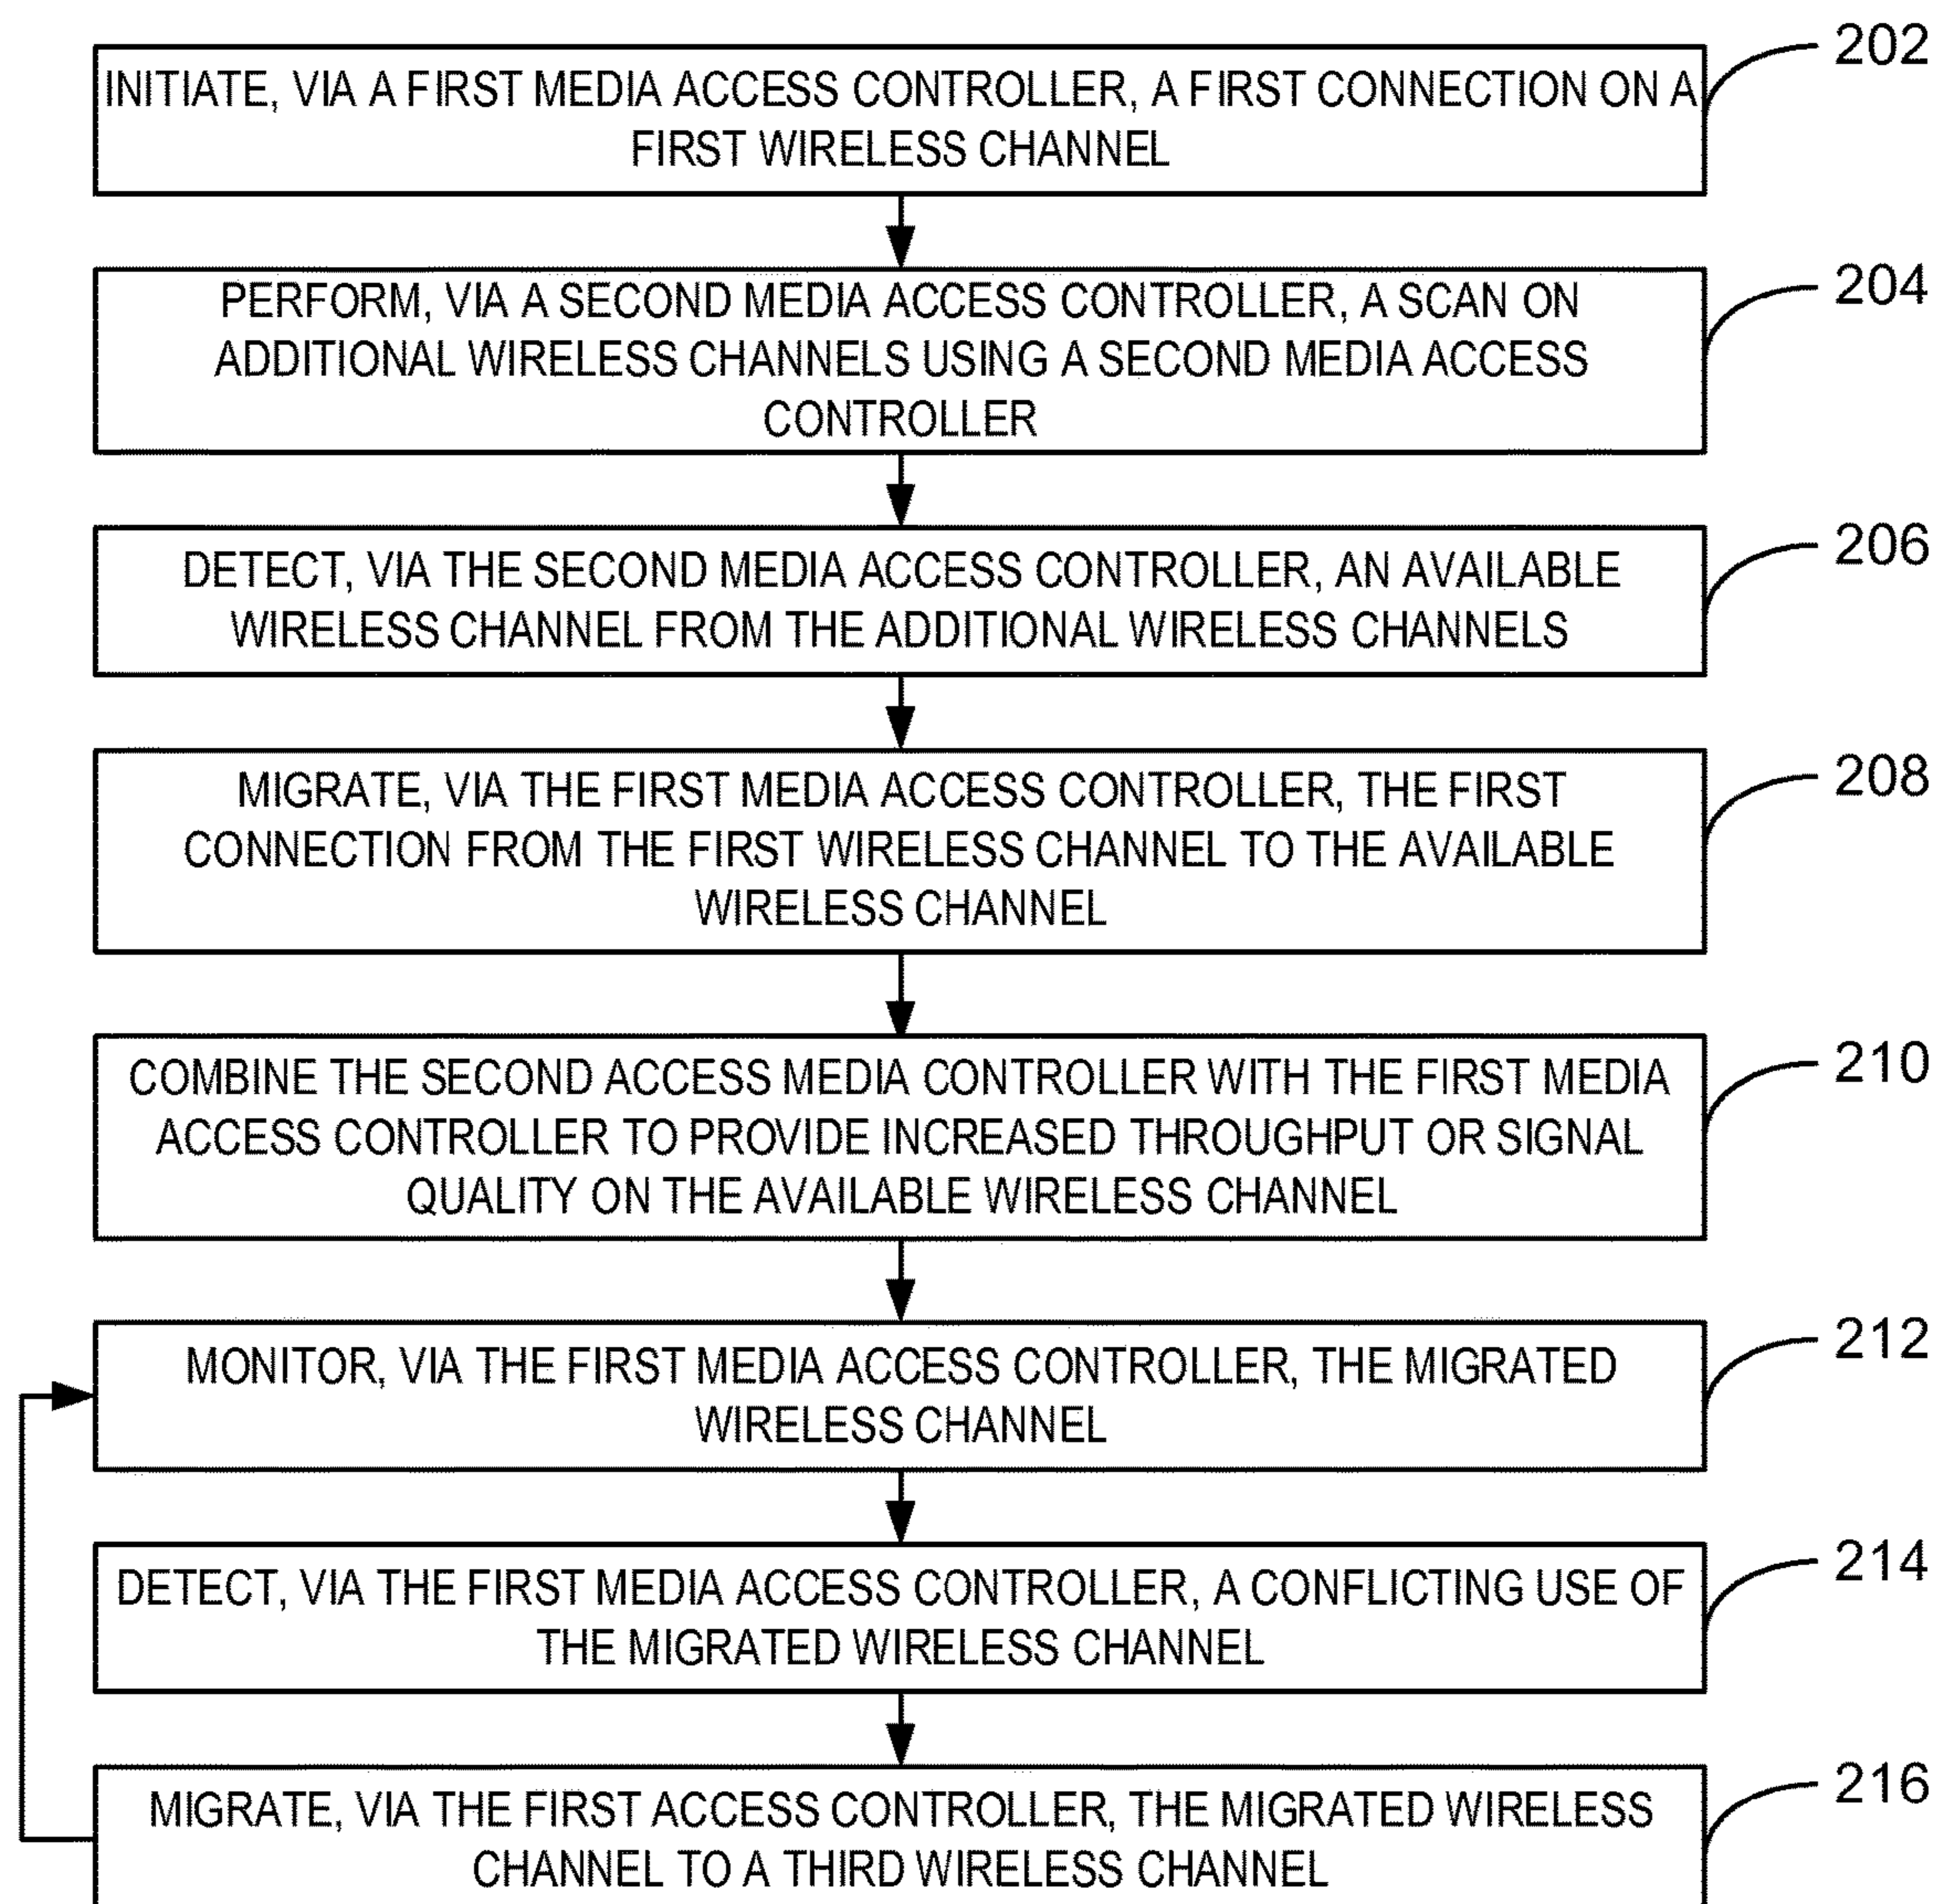 202
INITIATE, VIA A FIRST MEDIA ACCESS CONTROLLER, A FIRST CONNECTION ON A
FIRST WIRELESS CHANNEL
204
PERFORM, VIA A SECOND MEDIA ACCESS CONTROLLER, A SCAN ON
ADDITIONAL WIRELESS CHANNELS USING A SECOND MEDIA ACCESS
CONTROLLER
206
DETECT, VIA THE SECOND MEDIA ACCESS CONTROLLER, AN AVAILABLE
WIRELESS CHANNEL FROM THE ADDITIONAL WIRELESS CHANNELS
208
MIGRATE, VIA THE FIRST MEDIA ACCESS CONTROLLER, THE FIRST
CONNECTION FROM THE FIRST WIRELESS CHANNEL TO THE AVAILABLE
WIRELESS CHANNEL
210
COMBINE THE SECOND ACCESS MEDIA CONTROLLER WITH THE FIRST MEDIA
ACCESS CONTROLLER TO PROVIDE INCREASED THROUGHPUT OR SIGNAL
QUALITY ON THE AVAILABLE WIRELESS CHANNEL
212
MONITOR, VIA THE FIRST MEDIA ACCESS CONTROLLER, THE MIGRATED
WIRELESS CHANNEL
214
DETECT, VIA THE FIRST MEDIA ACCESS CONTROLLER, A CONFLICTING USE OF
THE MIGRATED WIRELESS CHANNEL
216
MIGRATE, VIA THE FIRST ACCESS CONTROLLER, THE MIGRATED WIRELESS
CHANNEL TO A THIRD WIRELESS CHANNEL